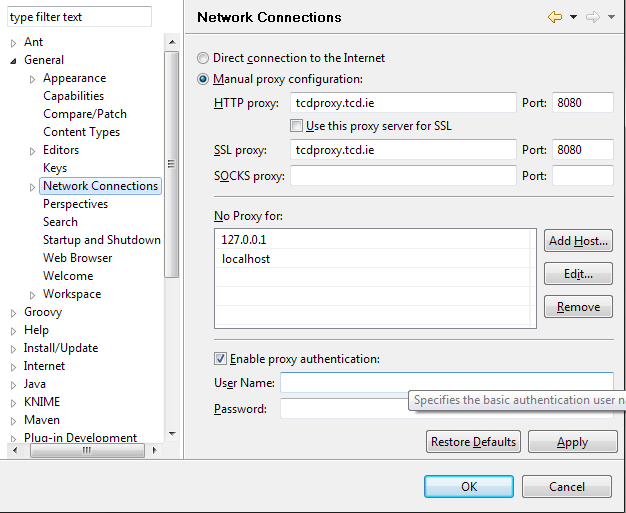 type filter text
Ant
General
Appearance
Capabilities
Compare/Patch
Content Types
Editors
Keys
Network Connections
Perspectives
Search
Startup and Shutdown
Web Browser
Welcome
Workspace
Groovy
Help
Install/Update
Internet
Java
KNIME
Maven
Plug-in Development
Network Connections
Direct connection to the Internet
Manual proxy configuration:
HTTP proxy: tcdproxy.tcd.ie Port: 8080
Use this proxy server for SSL
SSL proxy: tcdproxy.tcd.ie Port: 8080
SOCKS proxy: Port:
No Proxy for:
127.0.0.1
localhost
Add Host...
Edit...
Remove
Enable proxy authentication:
User Name:
Specifies the basic authentication user n
Password:
Restore Defaults Apply
OK Cancel